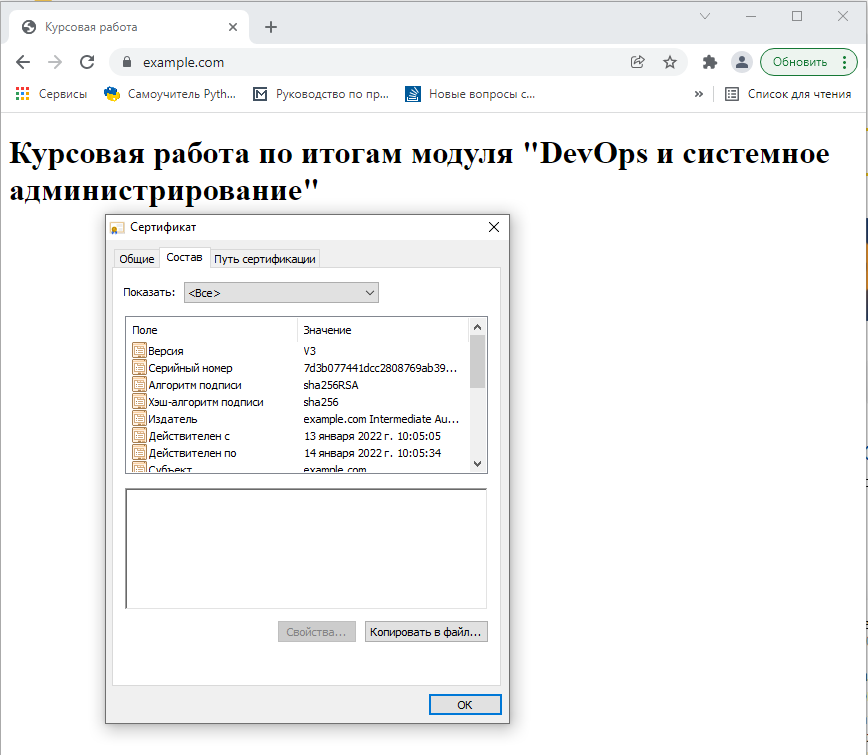 Курсовая работа
example.com
Обновить
Сервисы
Самоучитель Pyth...
Руководство по пр...
Новые вопросы с...
»
Список для чтения
Курсовая работа по итогам модуля "DevOps и системное
администрирование"
Сертификат
Общие Состав Путь сертификации
Показать: <Все>
Поле Значение
Версия V3
Серийный номер 7d3b077441dcc2808769ab39...
Алгоритм подписи sha256RSA
Хэш-алгоритм подписи sha256
Издатель example.com Intermediate Au...
Действителен с 13 января 2022 г. 10:05:05
Действителен по 14 января 2022 г. 10:05:34
Субъект example.com
Свойства... Копировать в файл...
OK